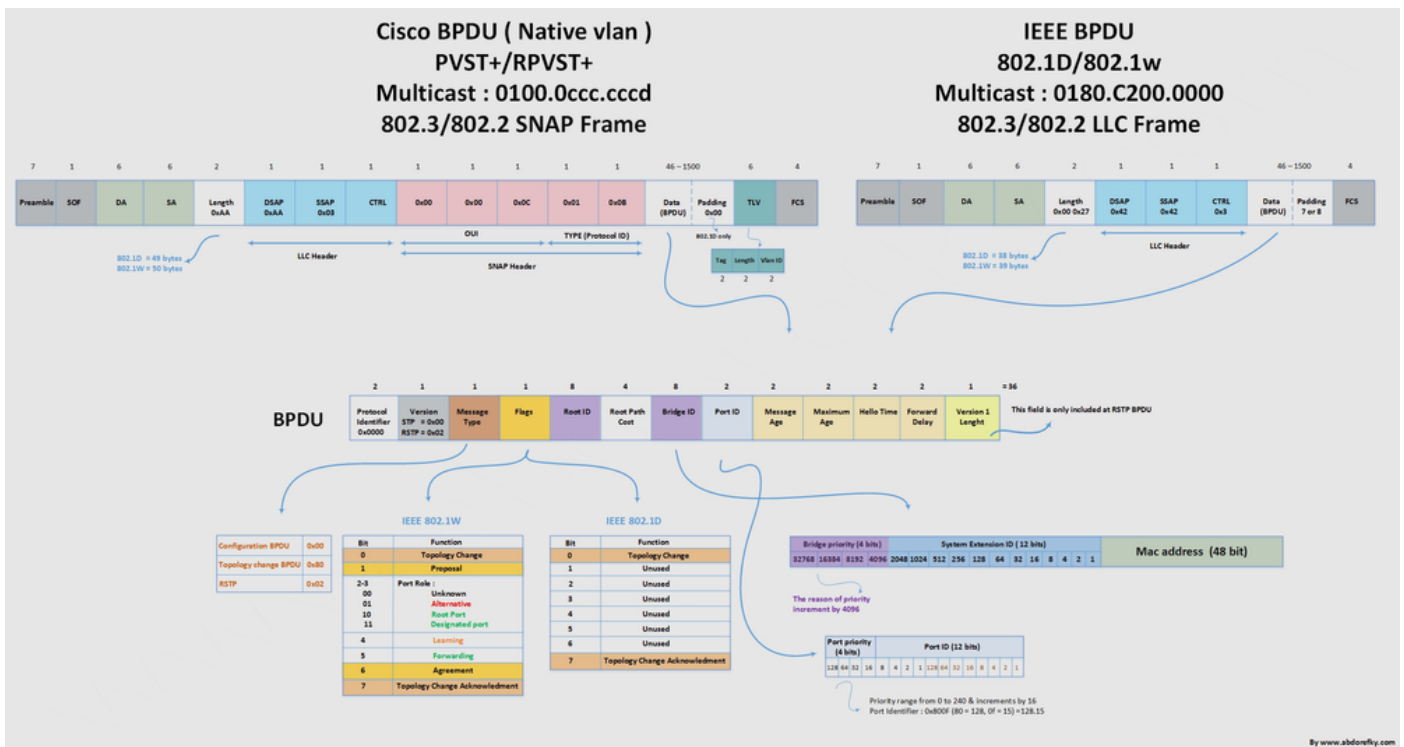 Cisco BPDU ( Native vlan )
PVST+/RPVST+
Multicast : 0100.0ccc.cccd
802.3/802.2 SNAP Frame
IEEE BPDU
802.1D/802.1w
Multicast : 0180.C200.0000
802.3/802.2 LLC Frame
7 1 6 6 2 1 1 1 1 1 1 1 1 46 – 1500 6 4
Preamble SOF DA SA Length 0xAA DSAP 0xAA SSAP 0x03 CTRL 0x00 0x00 0x0C 0x01 0x0B Data (BPDU) Padding 0x00 TLV FCS
802.1D = 49 bytes
802.1W = 50 bytes
LLC Header
OUI
TYPE (Protocol ID)
SNAP Header
802.1D only
Tag Length Vlan ID
2 2 2
7 1 6 6 2 1 1 1 46 – 1500 4
Preamble SOF DA SA Length 0x00 0x27 DSAP 0x42 SSAP 0x42 CTRL 0x3 Data (BPDU) Padding 7 or 8 FCS
LLC Header
802.1D = 38 bytes
802.1W = 39 bytes
2 1 1 1 8 4 8 2 2 2 2 2 1 = 36
BPDU
Protocol Identifier 0x0000 Version STP = 0x00 RSTP = 0x02 Message Type Flags Root ID Root Path Cost Bridge ID Port ID Message Age Maximum Age Hello Time Forward Delay Version 1 Lenght
This field is only included at RSTP BPDU
Configuration BPDU 0x00
Topology change BPDU 0x80
RSTP 0x02
IEEE 802.1W
Bit Function
0 Topology Change
1 Proposal
2-3 Port Role :
00 Unknown
01 Alternative
10 Root Port
11 Designated port
4 Learning
5 Forwarding
6 Agreement
7 Topology Change Acknowledment
IEEE 802.1D
Bit Function
0 Topology Change
1 Unused
2 Unused
3 Unused
4 Unused
5 Unused
6 Unused
7 Topology Change Acknowledment
Bridge priority (4 bits) System Extension ID ( 12 bits)
32768 16384 8192 4096 2048 1024 512 256 128 64 32 16 8 4 2 1
Mac address (48 bit)
The reason of priority
increment by 4096
Port priority (4 bits) Port ID (12 bits)
128 64 32 16 8 4 2 1 128 64 32 16 8 4 2 1
Priority range from 0 to 240 & increments by 16
Port Identifier : 0x800F (80 = 128, 0f = 15) =128.15
By www.abdorefky.com